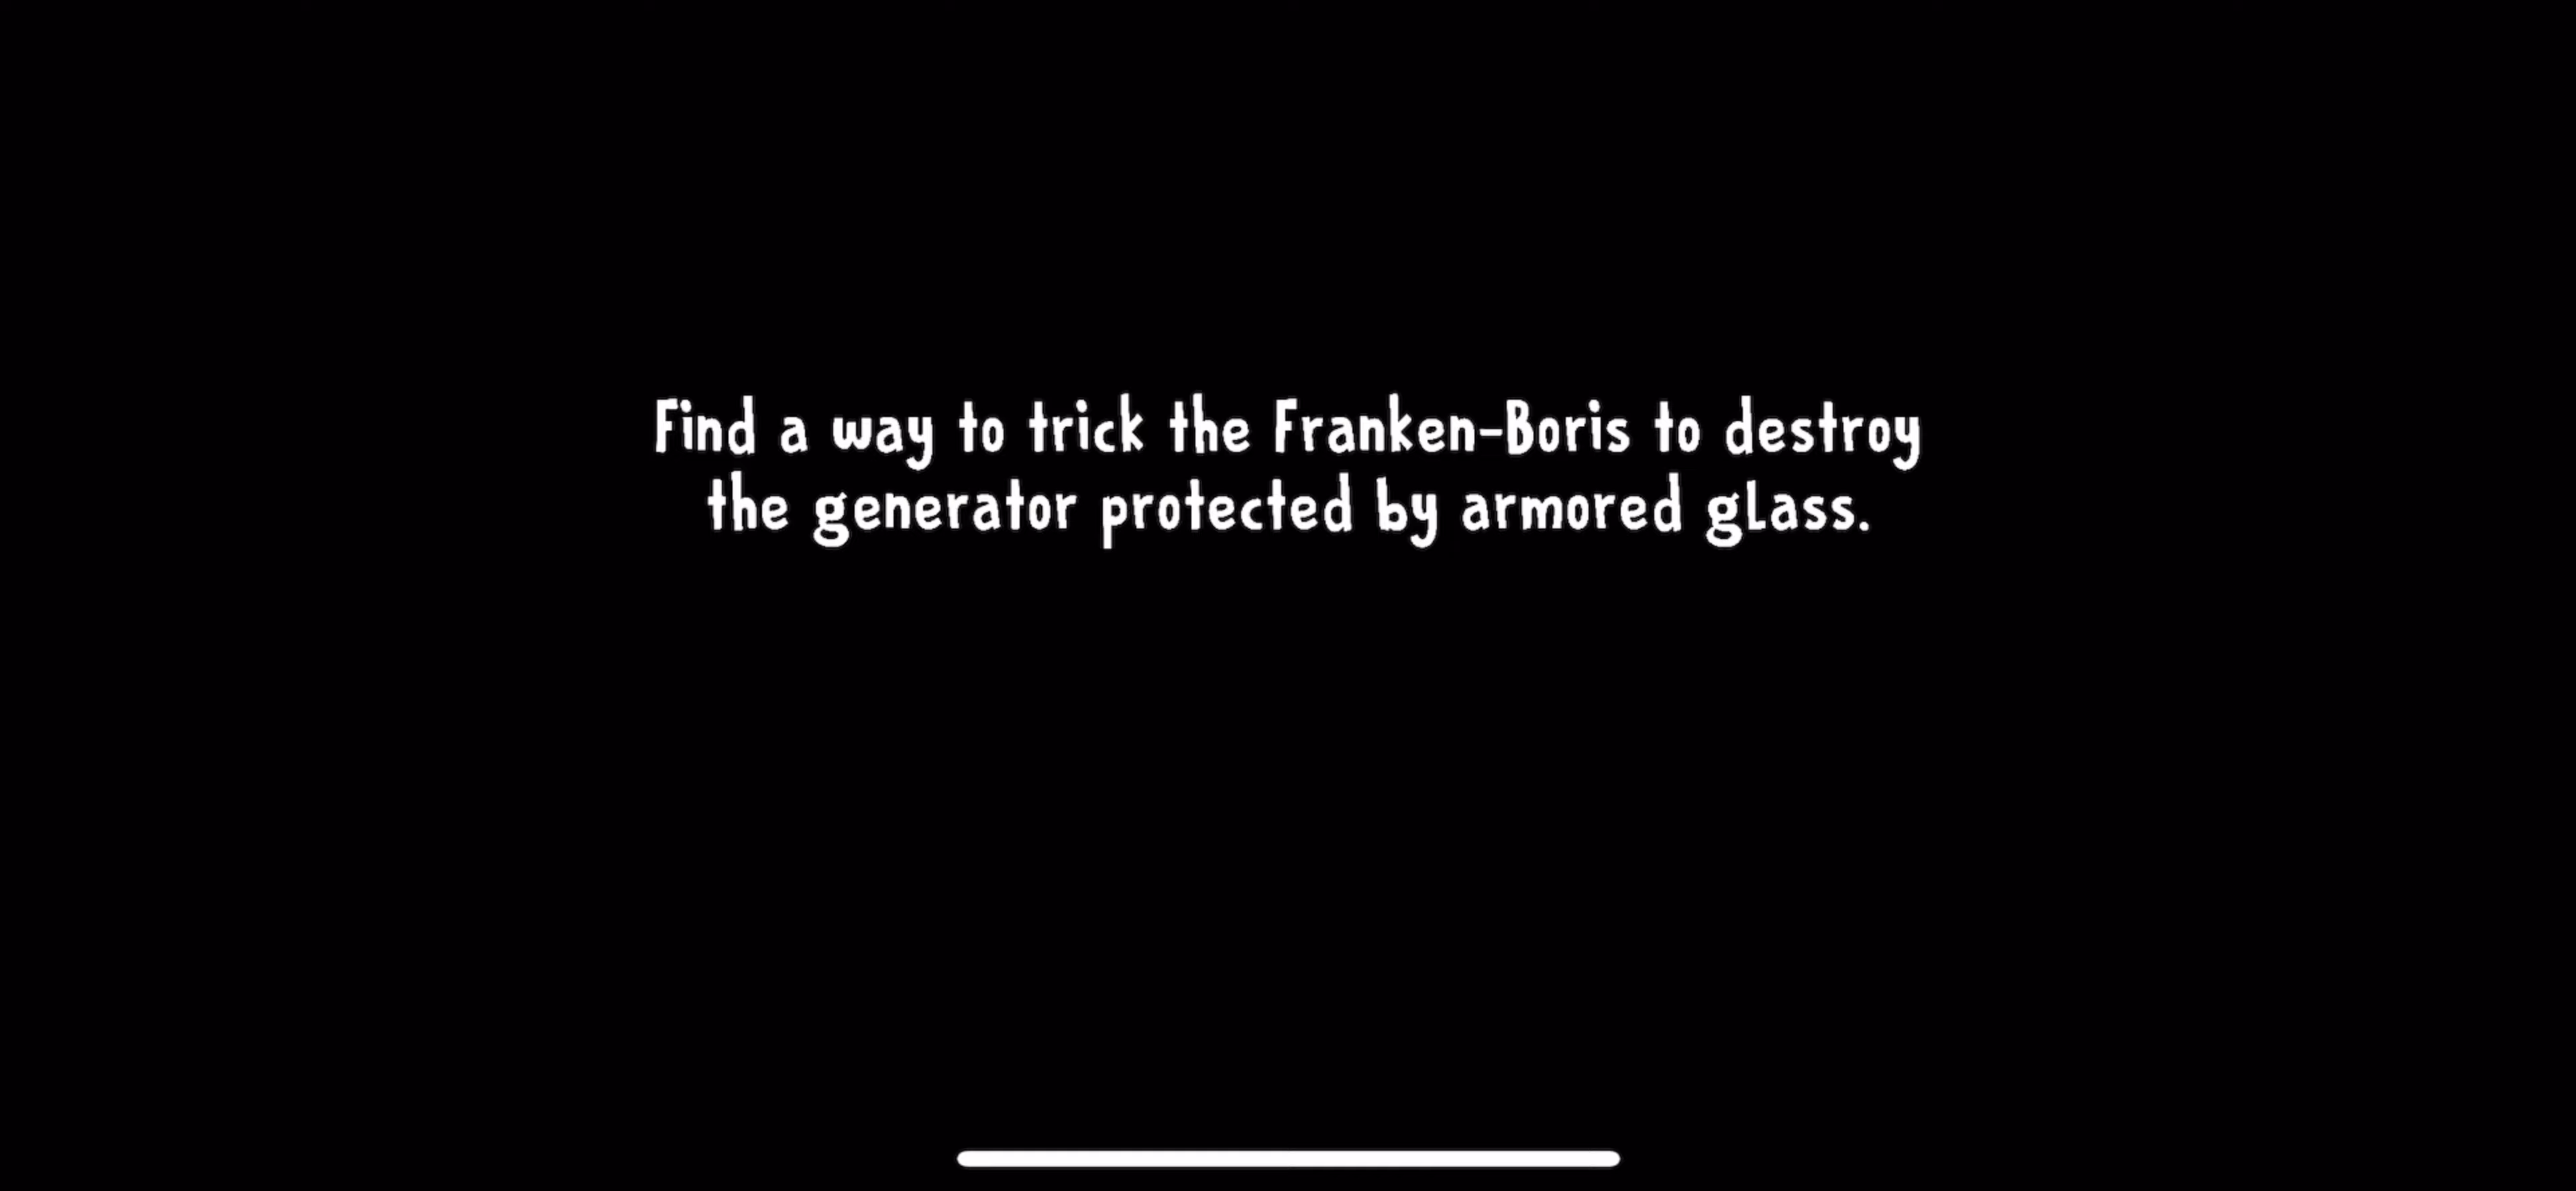 Find a way to trick the Franken-Boris to destroy
the generator protected by armored glass.